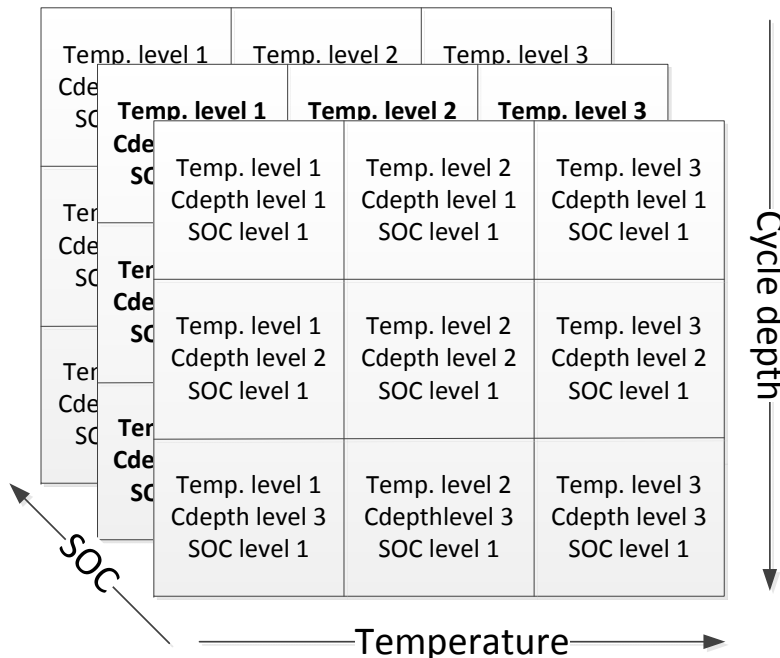 Temp. level 1
Temp. level 2
Temp. level 3
Temp. level 1
Temp. level 2
Temp. level 3
Temp. level 1
Cdepth level 1
SOC level 1
Temp. level 2
Cdepth level 1
SOC level 1
Temp. level 3
Cdepth level 1
SOC level 1
Temp. level 1
Cdepth level 2
SOC level 1
Temp. level 2
Cdepth level 2
SOC level 1
Temp. level 3
Cdepth level 2
SOC level 1
Temp. level 1
Cdepth level 3
SOC level 1
Temp. level 2
Cdepthlevel 3
SOC level 1
Temp. level 3
Cdepth level 3
SOC level 1
Cycle depth
SOC
Temperature